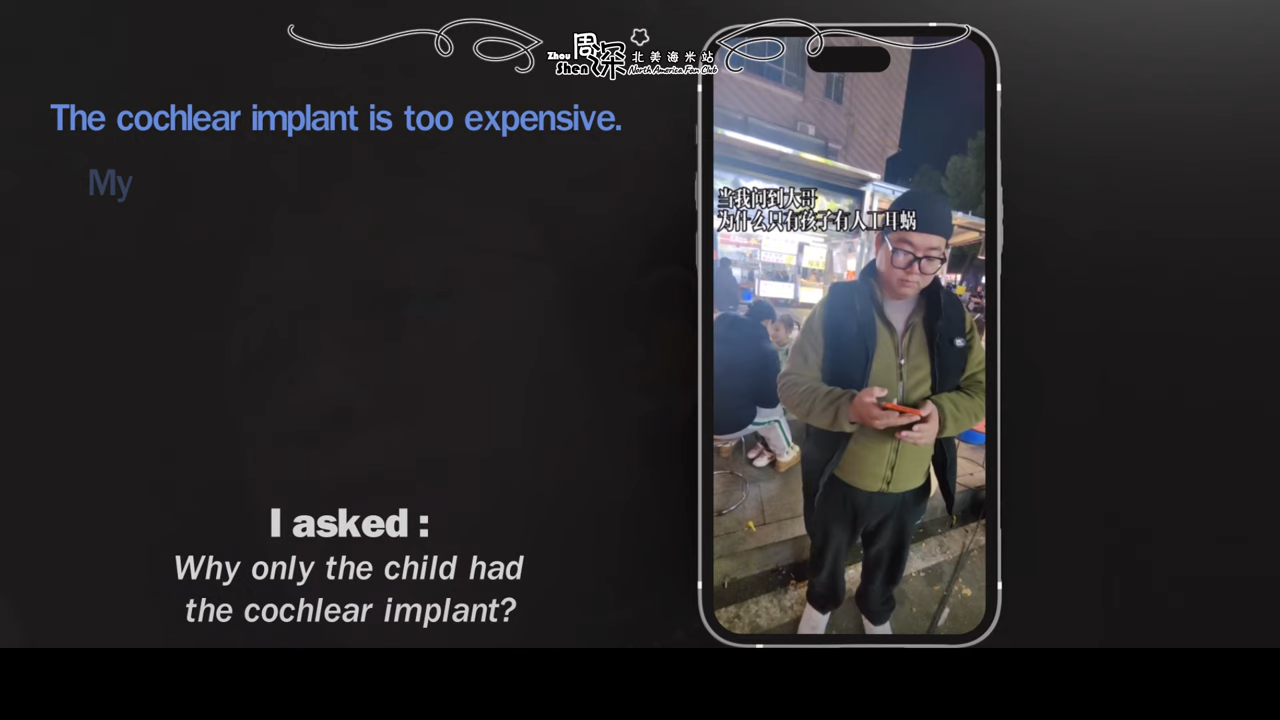 Zhou Shen 周深
北美海米站
North America Fan Club
The cochlear implant is too expensive.
My
当我问到大哥
为什么只有孩子有人工耳蜗
I asked :
Why only the child had
the cochlear implant?